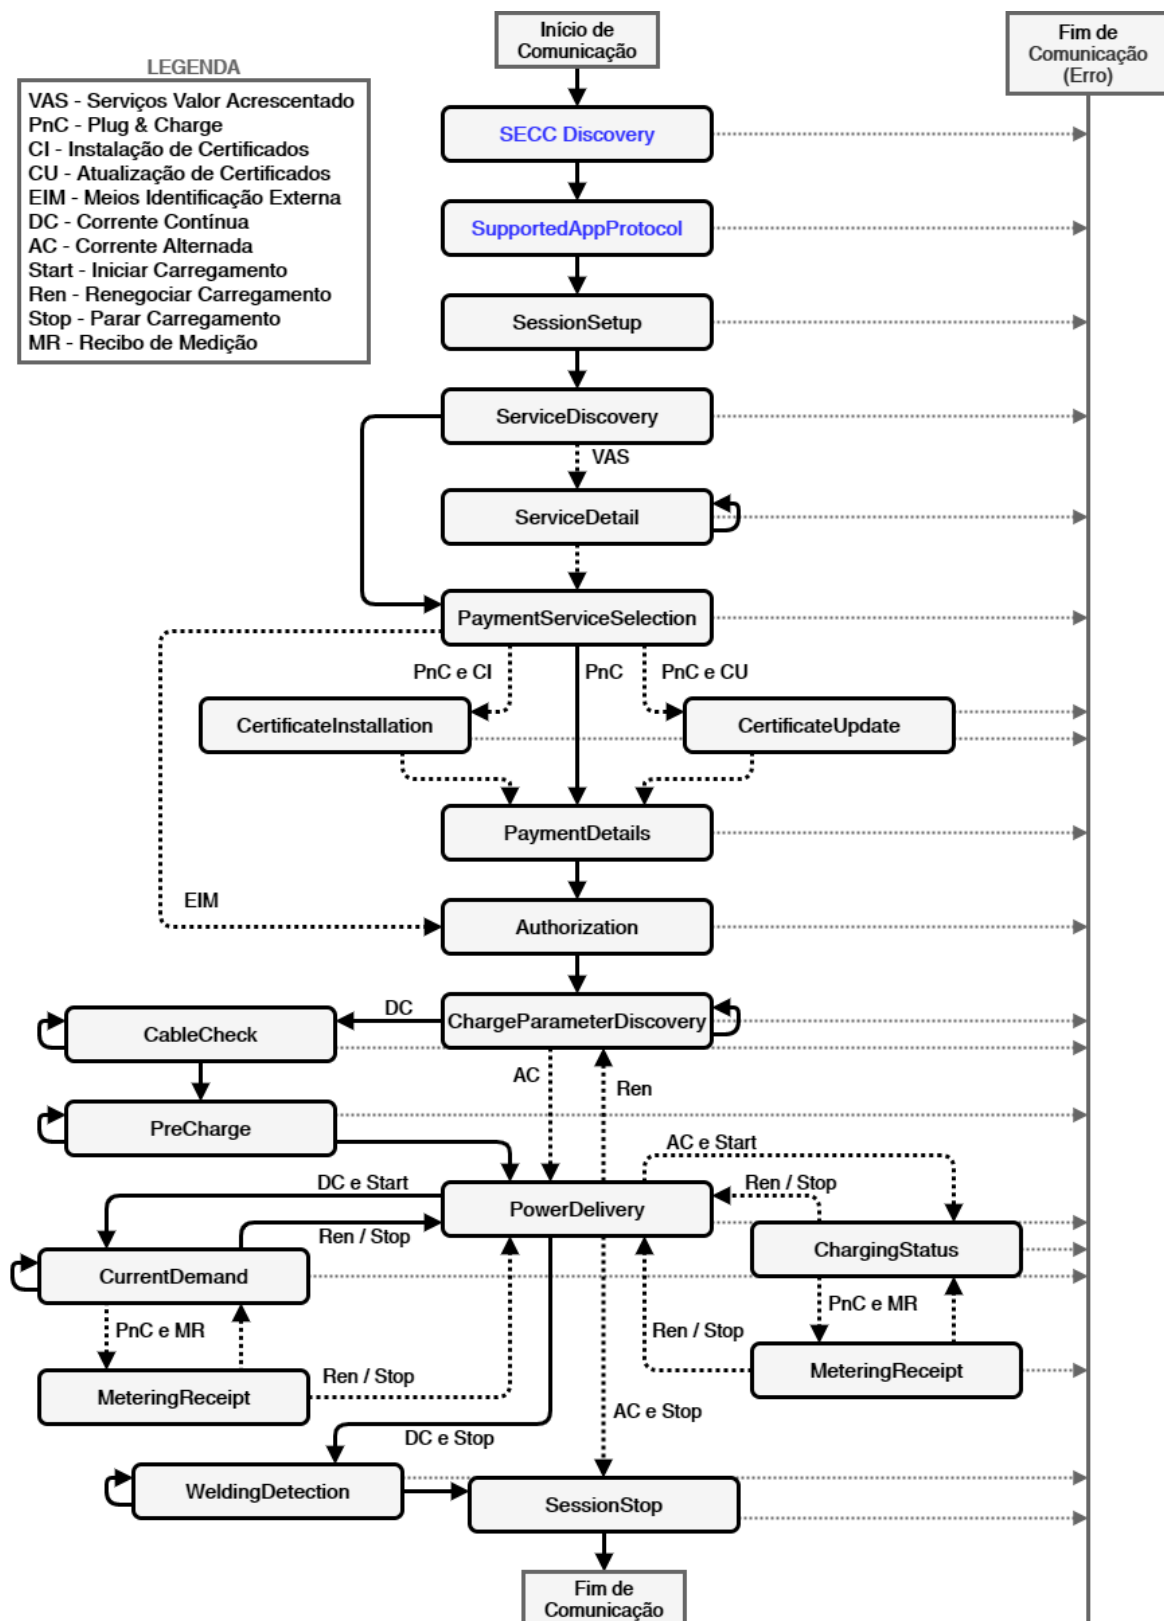 Início de
Comunicação
Fim de
Comunicação
(Erro)
LEGENDA
VAS - Serviços Valor Acrescentado
PnC - Plug & Charge
CI - Instalação de Certificados
CU - Atualização de Certificados
EIM - Meios Identificação Externa
DC - Corrente Contínua
AC - Corrente Alternada
Start - Iniciar Carregamento
Ren - Renegociar Carregamento
Stop - Parar Carregamento
MR - Recibo de Medição
SECC Discovery
SupportedAppProtocol
SessionSetup
ServiceDiscovery
VAS
ServiceDetail
PaymentServiceSelection
PnC e CI
PnC
PnC e CU
CertificateInstallation
CertificateUpdate
PaymentDetails
EIM
Authorization
DC
ChargeParameterDiscovery
CableCheck
AC
Ren
PreCharge
AC e Start
DC e Start
Ren / Stop
PowerDelivery
Ren / Stop
ChargingStatus
CurrentDemand
PnC e MR
PnC e MR
Ren / Stop
MeteringReceipt
Ren / Stop
MeteringReceipt
AC e Stop
DC e Stop
WeldingDetection
SessionStop
Fim de
Comunicação